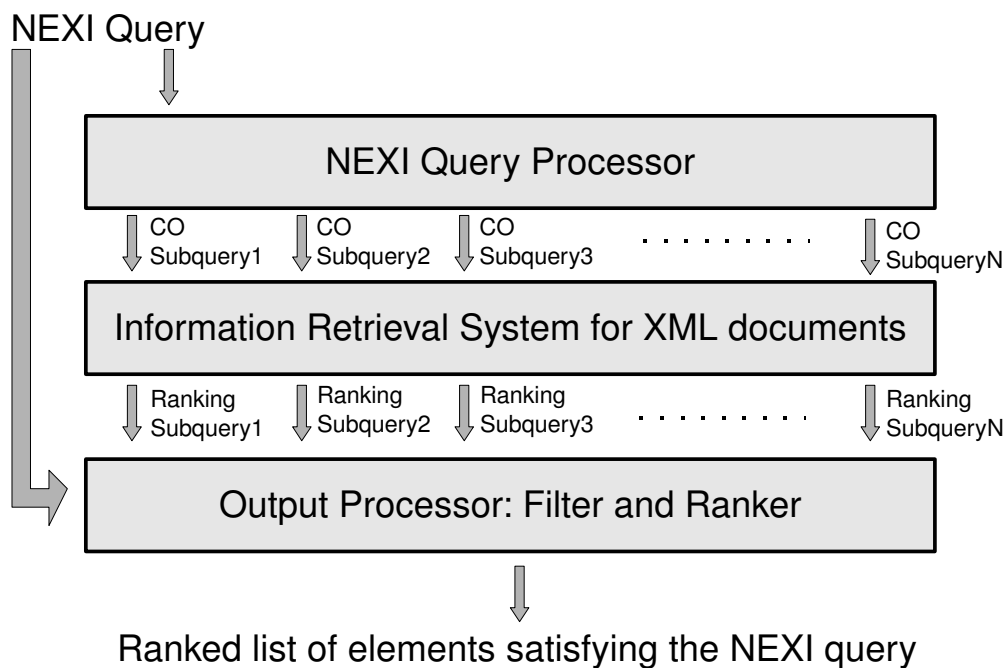 NEXI Query
NEXI Query Processor
CO
Subquery1
CO
Subquery2
CO
Subquery3
. . . . . . . . . .
CO
SubqueryN
Information Retrieval System for XML documents
Ranking
Subquery1
Ranking
Subquery2
Ranking
Subquery3
. . . . . . . . . .
Ranking
SubqueryN
Output Processor: Filter and Ranker
Ranked list of elements satisfying the NEXI query